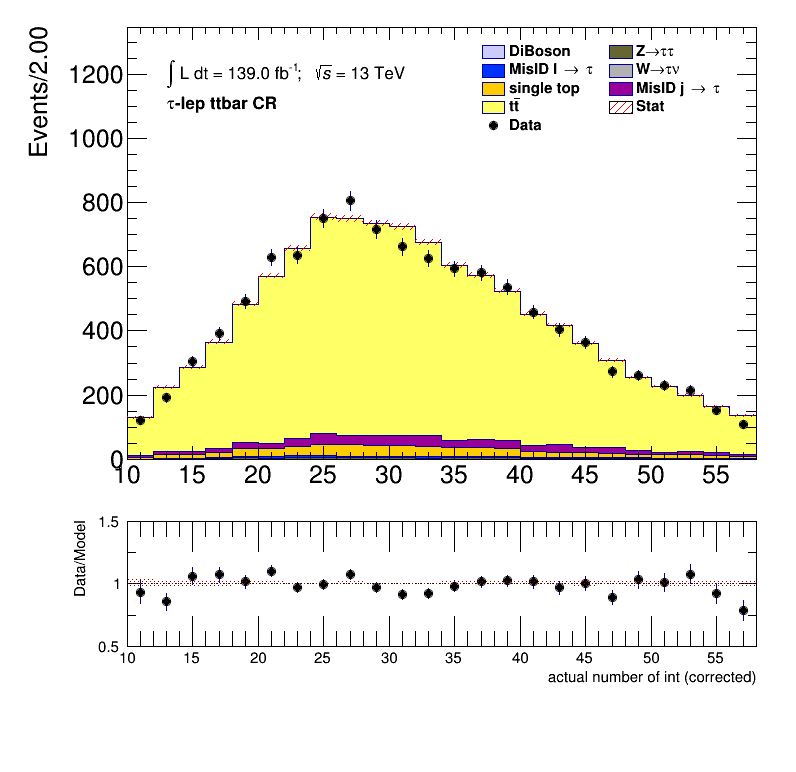 Events/2.00
1200
1000
800
600
400
200
0
∫ L dt = 139.0 fb⁻¹; √s = 13 TeV
τ-lep ttbar CR
DiBoson
MisID l → τ
single top
tt̄
Data
Z→ττ
W→τν
MisID j → τ
Stat
10 15 20 25 30 35 40 45 50 55
Data/Model
1.5
1
0.5
10 15 20 25 30 35 40 45 50 55
actual number of int (corrected)